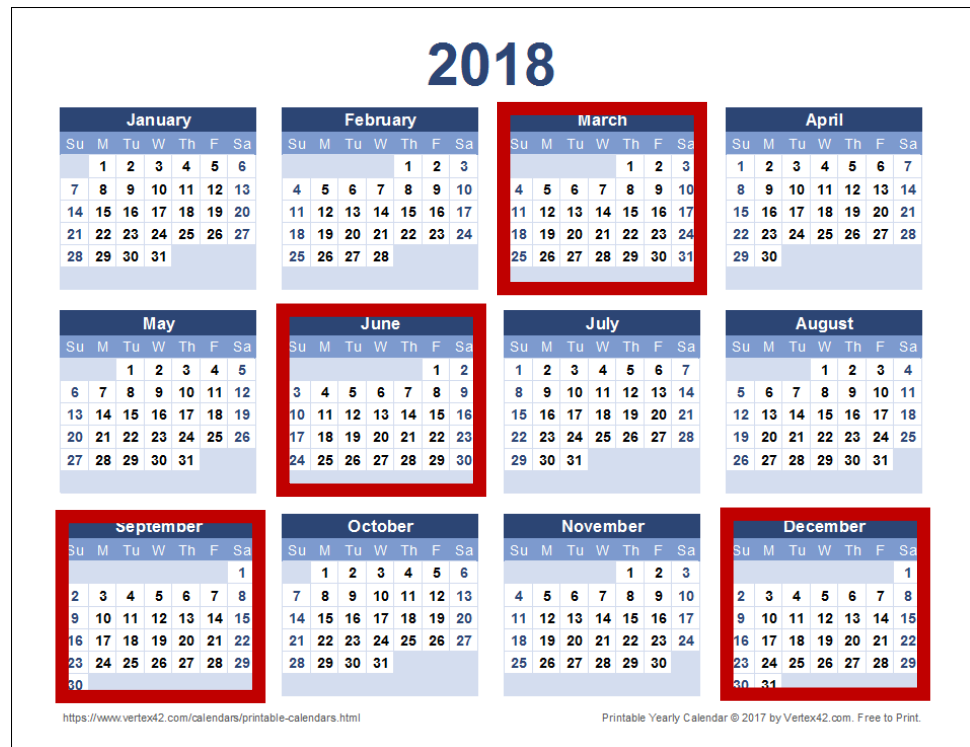 2018
January
Su M Tu W Th F Sa
1 2 3 4 5 6
7 8 9 10 11 12 13
14 15 16 17 18 19 20
21 22 23 24 25 26 27
28 29 30 31
February
Su M Tu W Th F Sa
1 2 3
4 5 6 7 8 9 10
11 12 13 14 15 16 17
18 19 20 21 22 23 24
25 26 27 28
March
Su M Tu W Th F Sa
1 2 3
4 5 6 7 8 9 10
11 12 13 14 15 16 17
18 19 20 21 22 23 24
25 26 27 28 29 30 31
April
Su M Tu W Th F Sa
1 2 3 4 5 6 7
8 9 10 11 12 13 14
15 16 17 18 19 20 21
22 23 24 25 26 27 28
29 30
May
Su M Tu W Th F Sa
1 2 3 4 5
6 7 8 9 10 11 12
13 14 15 16 17 18 19
20 21 22 23 24 25 26
27 28 29 30 31
June
Su M Tu W Th F Sa
1 2
3 4 5 6 7 8 9
10 11 12 13 14 15 16
17 18 19 20 21 22 23
24 25 26 27 28 29 30
July
Su M Tu W Th F Sa
1 2 3 4 5 6 7
8 9 10 11 12 13 14
15 16 17 18 19 20 21
22 23 24 25 26 27 28
29 30 31
August
Su M Tu W Th F Sa
1 2 3 4
5 6 7 8 9 10 11
12 13 14 15 16 17 18
19 20 21 22 23 24 25
26 27 28 29 30 31
September
Su M Tu W Th F Sa
1
2 3 4 5 6 7 8
9 10 11 12 13 14 15
16 17 18 19 20 21 22
23 24 25 26 27 28 29
30
October
Su M Tu W Th F Sa
1 2 3 4 5 6
7 8 9 10 11 12 13
14 15 16 17 18 19 20
21 22 23 24 25 26 27
28 29 30 31
November
Su M Tu W Th F Sa
1 2 3
4 5 6 7 8 9 10
11 12 13 14 15 16 17
18 19 20 21 22 23 24
25 26 27 28 29 30
December
Su M Tu W Th F Sa
1
2 3 4 5 6 7 8
9 10 11 12 13 14 15
16 17 18 19 20 21 22
23 24 25 26 27 28 29
30 31
https://www.vertex42.com/calendars/printable-calendars.html
Printable Yearly Calendar © 2017 by Vertex42.com. Free to Print.